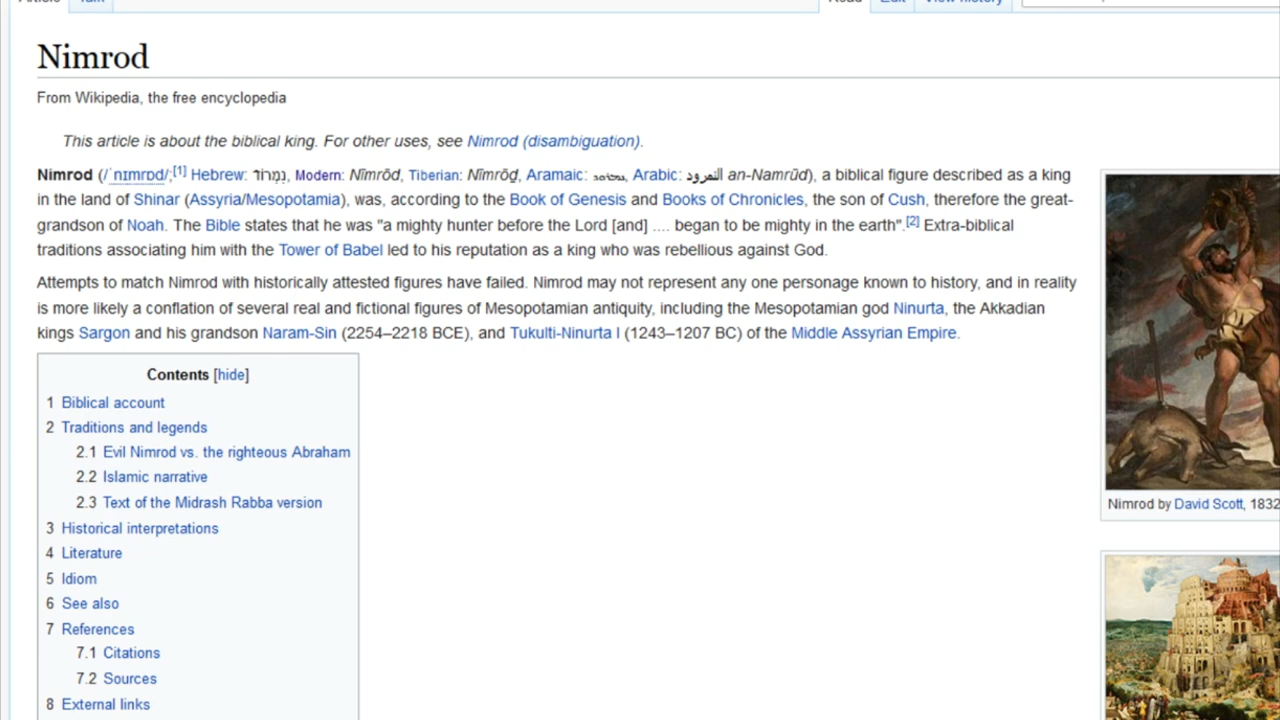 Nimrod
From Wikipedia, the free encyclopedia
This article is about the biblical king. For other uses, see Nimrod (disambiguation).
Nimrod (/ˈnɪmrɒd/;[1] Hebrew: נִמְרוֹד, Modern: Nīmrōd, Tiberian: Nīmrōḏ, Aramaic: Arabic: النمرود an-Namrūd), a biblical figure described as a king
in the land of Shinar (Assyria/Mesopotamia), was, according to the Book of Genesis and Books of Chronicles, the son of Cush, therefore the great-
grandson of Noah. The Bible states that he was "a mighty hunter before the Lord [and] .... began to be mighty in the earth".[2] Extra-biblical
traditions associating him with the Tower of Babel led to his reputation as a king who was rebellious against God.
Attempts to match Nimrod with historically attested figures have failed. Nimrod may not represent any one personage known to history, and in reality
is more likely a conflation of several real and fictional figures of Mesopotamian antiquity, including the Mesopotamian god Ninurta, the Akkadian
kings Sargon and his grandson Naram-Sin (2254–2218 BCE), and Tukulti-Ninurta I (1243–1207 BC) of the Middle Assyrian Empire.
Contents [hide]
1 Biblical account
2 Traditions and legends
2.1 Evil Nimrod vs. the righteous Abraham
2.2 Islamic narrative
2.3 Text of the Midrash Rabba version
3 Historical interpretations
4 Literature
5 Idiom
6 See also
7 References
7.1 Citations
7.2 Sources
8 External links
Nimrod by David Scott, 1832